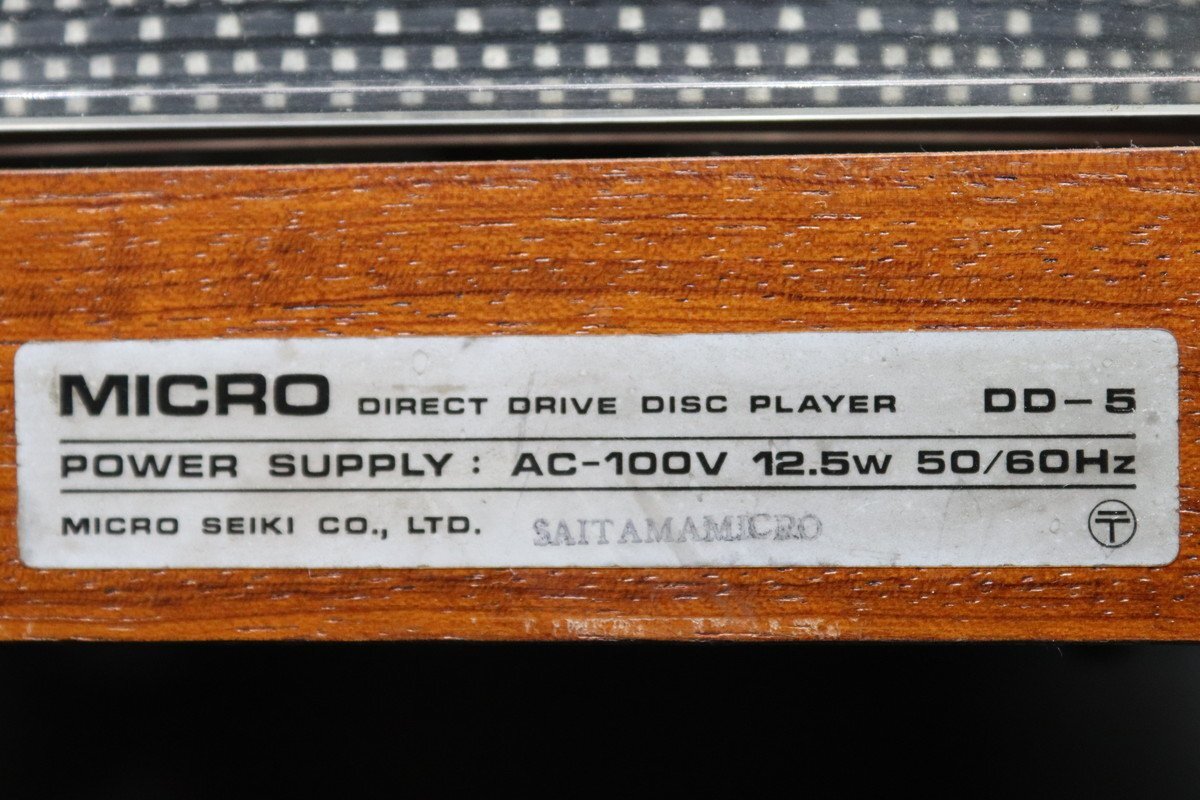 MICRO DIRECT DRIVE DISC PLAYER DD-5
POWER SUPPLY: AC-100V 12.5W 50/60Hz
MICRO SEIKI CO., LTD. SAITAMAMICRO 〒